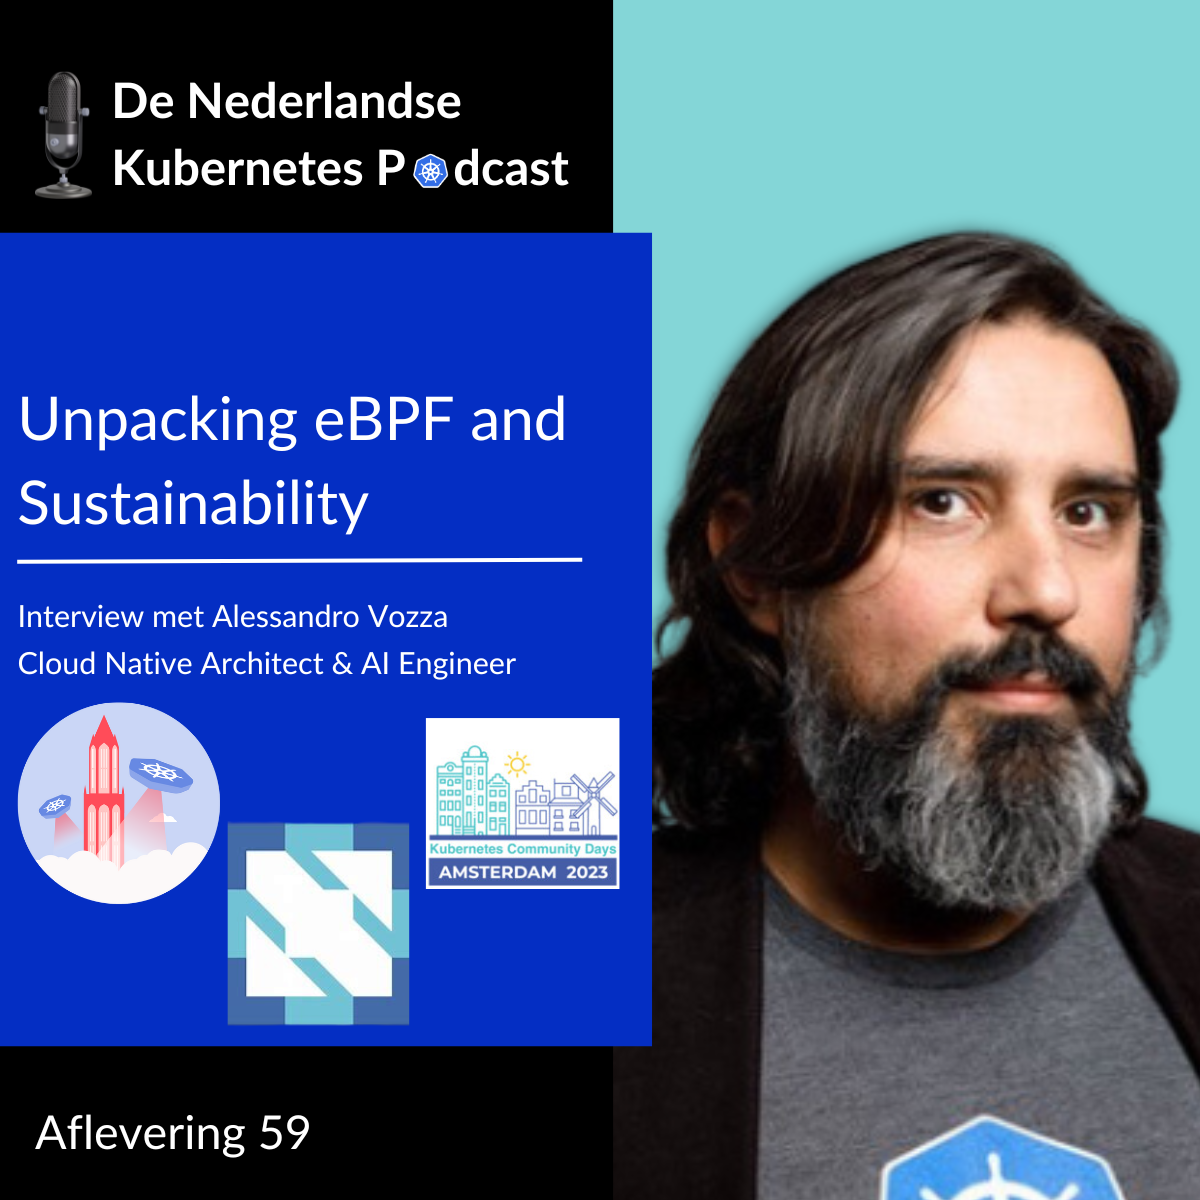 De Nederlandse
Kubernetes Podcast
Unpacking eBPF and
Sustainability
Interview met Alessandro Vozza
Cloud Native Architect & AI Engineer
Kubernetes Community Days
AMSTERDAM 2023
Aflevering 59